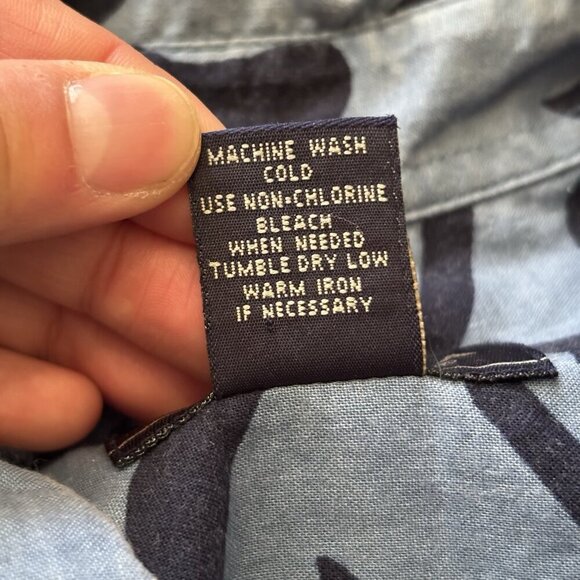 MACHINE WASH
COLD
USE NON-CHLORINE
BLEACH
WHEN NEEDED
TUMBLE DRY LOW
WARM IRON
IF NECESSARY